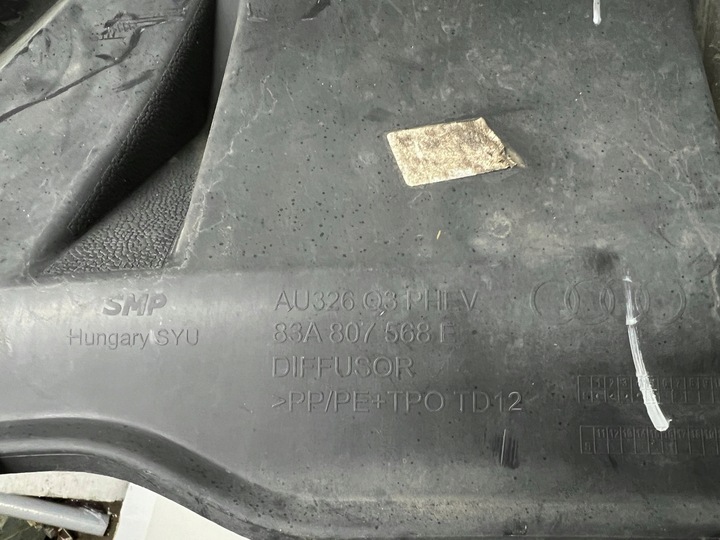 SMP
Hungary SYU
AU326 Q3 PHEV
83A 807 568
DIFFUSOR
>PP/PE+TPO TD12